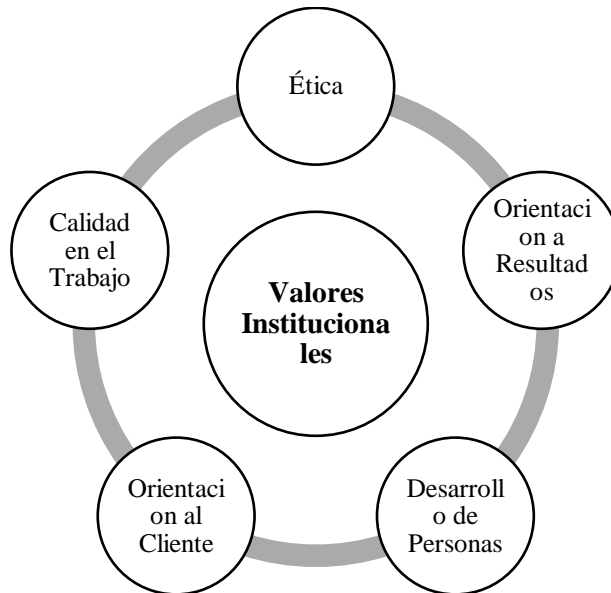 Ética
Calidad
en el
Trabajo
Orientaci
on a
Resultad
os
Valores
Instituciona
les
Orientaci
on al
Cliente
Desarroll
o de
Personas